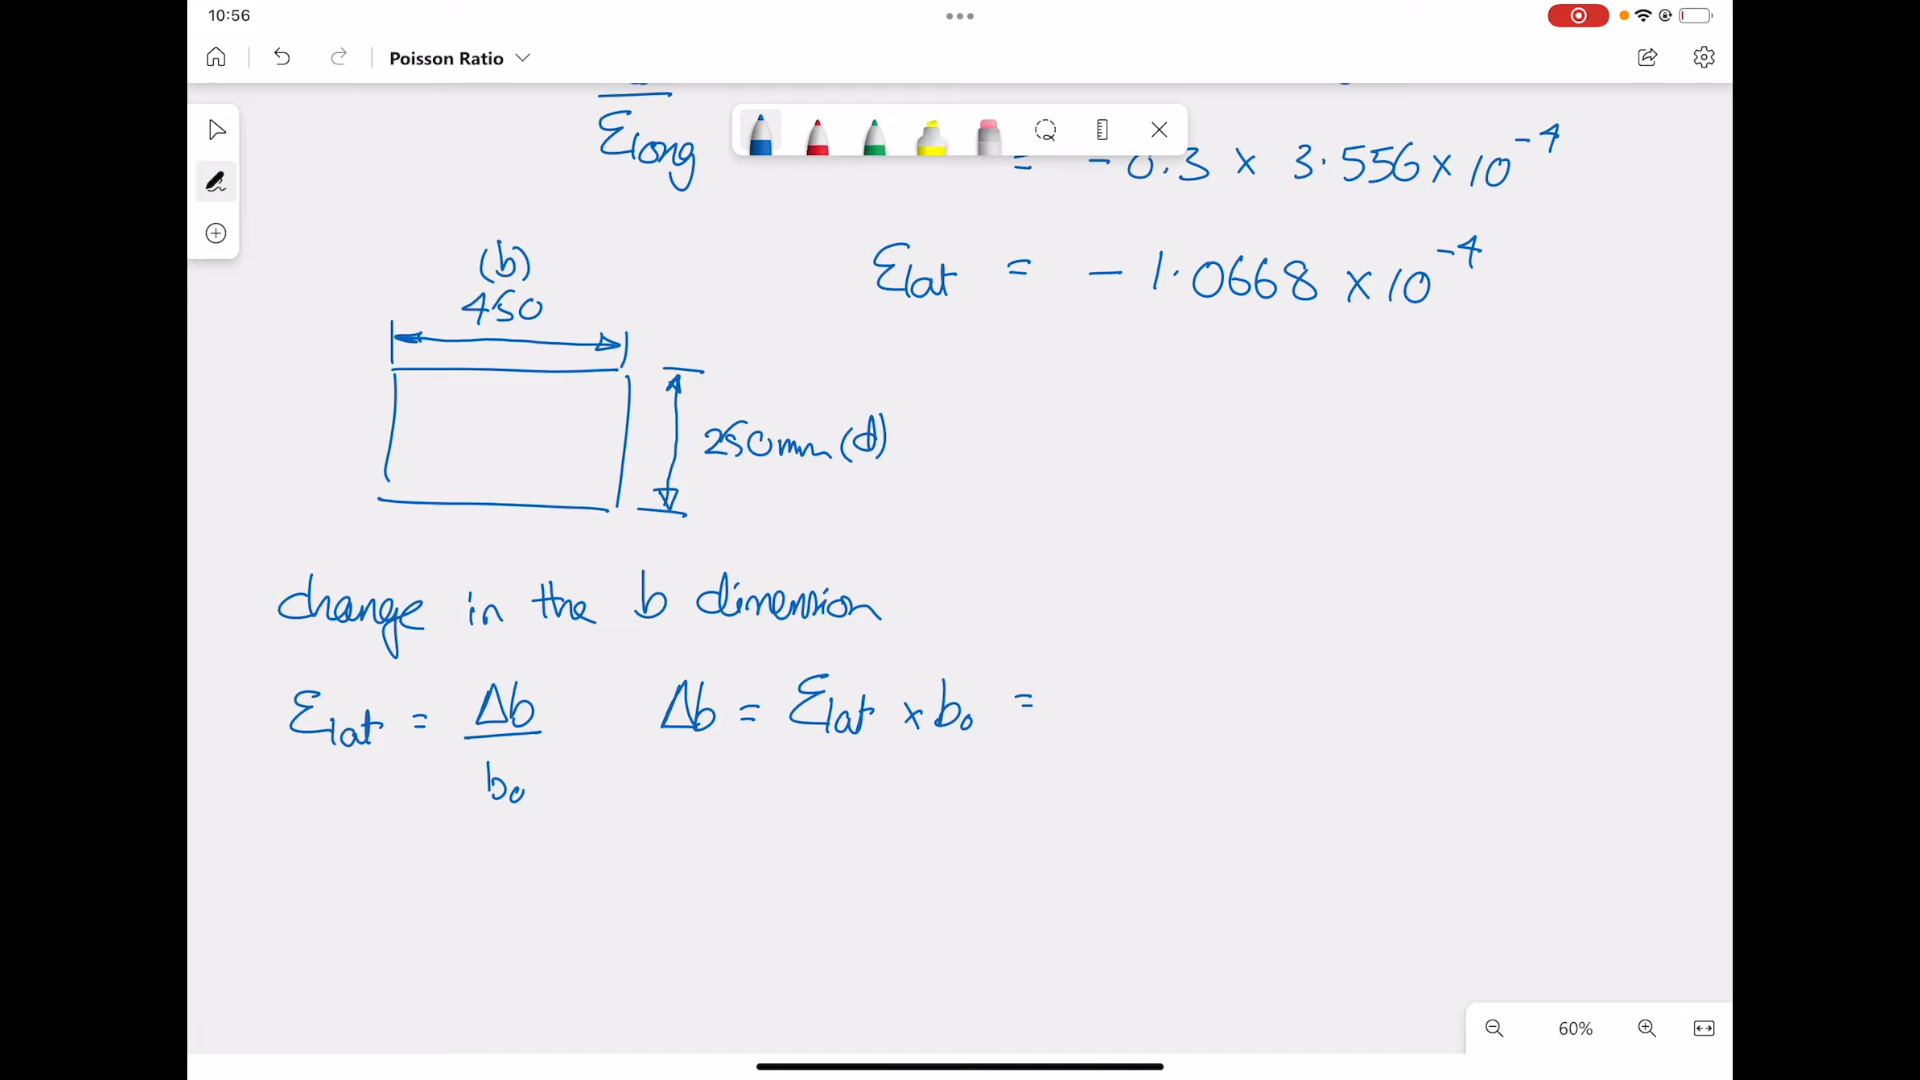 10:56
Poisson Ratio
εlong
= -0.3 × 3.556 × 10⁻⁴
(b)
450
εlat = - 1.0668 × 10⁻⁴
250mm (d)
change in the b dimension
εlat = Δb / b₀ Δb = εlat × b₀ =
60%